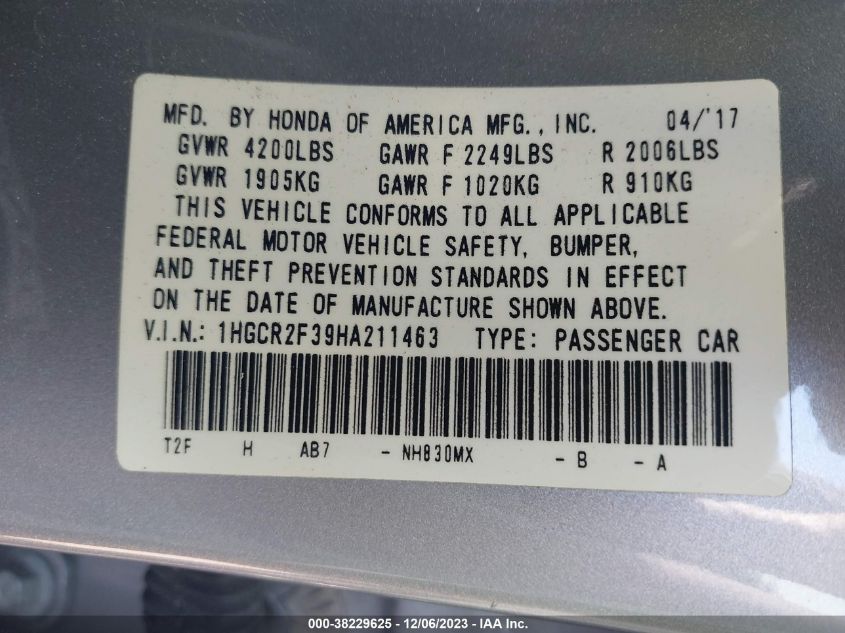 MFD. BY HONDA OF AMERICA MFG., INC. 04/'17
GVWR 4200LBS GAWR F 2249LBS R 2006LBS
GVWR 1905KG GAWR F 1020KG R 910KG
THIS VEHICLE CONFORMS TO ALL APPLICABLE
FEDERAL MOTOR VEHICLE SAFETY, BUMPER,
AND THEFT PREVENTION STANDARDS IN EFFECT
ON THE DATE OF MANUFACTURE SHOWN ABOVE.
V.I.N.: 1HGCR2F39HA211463 TYPE: PASSENGER CAR
T2F H AB7 - NH830MX - B - A
000-38229625 - 12/06/2023 - IAA Inc.